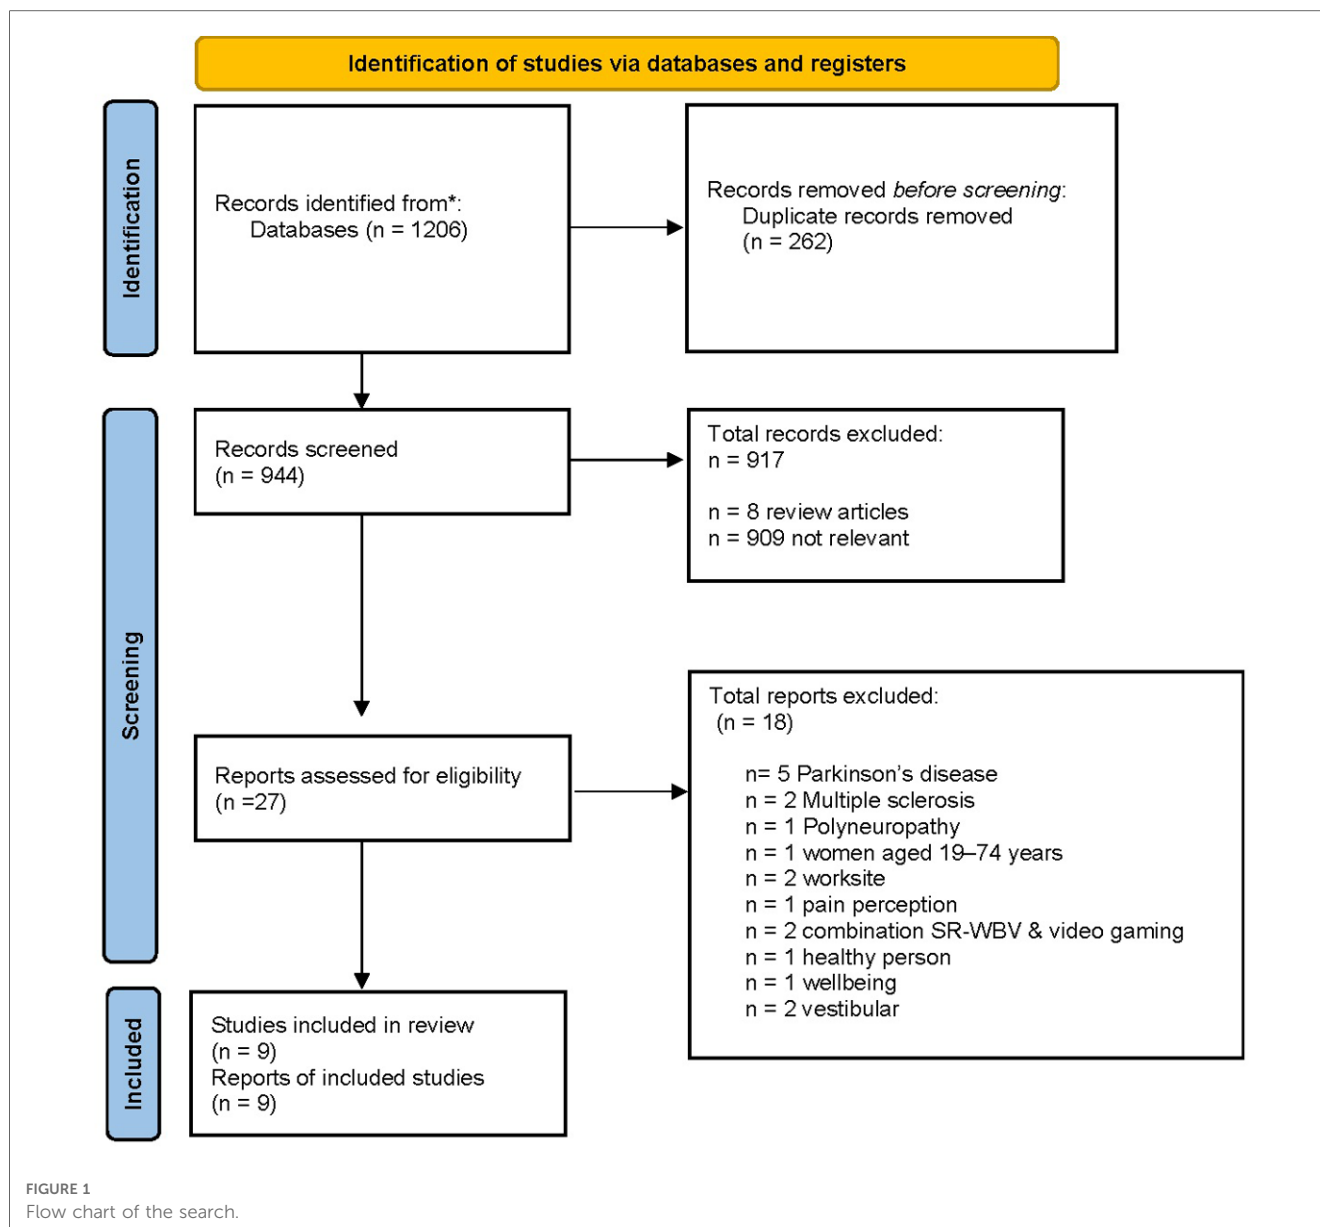 Identification of studies via databases and registers
Identification
Records identified from*:
Databases (n = 1206)
Records removed before screening:
Duplicate records removed
(n = 262)
Screening
Records screened
(n = 944)
Total records excluded:
n = 917
n = 8 review articles
n = 909 not relevant
Reports assessed for eligibility
(n =27)
Total reports excluded:
(n = 18)
n= 5 Parkinson's disease
n = 2 Multiple sclerosis
n = 1 Polyneuropathy
n = 1 women aged 19–74 years
n = 2 worksite
n = 1 pain perception
n = 2 combination SR-WBV & video gaming
n = 1 healthy person
n = 1 wellbeing
n = 2 vestibular
Included
Studies included in review
(n = 9)
Reports of included studies
(n = 9)
FIGURE 1
Flow chart of the search.